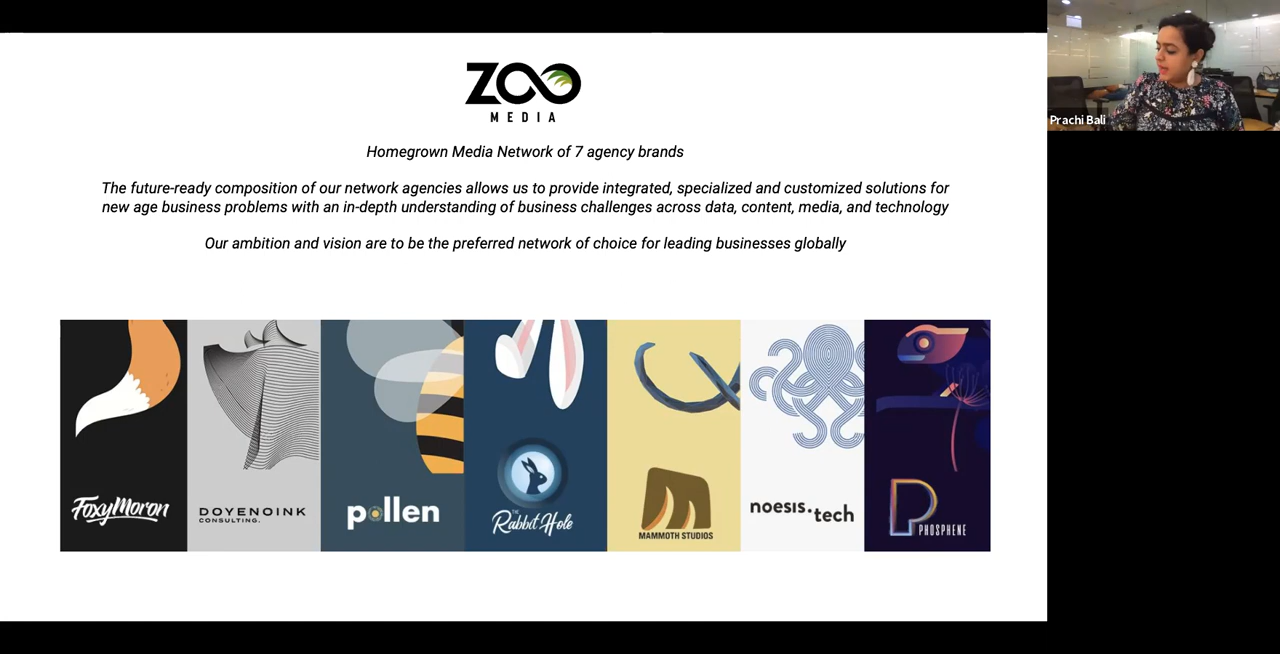 ZOO
MEDIA
Homegrown Media Network of 7 agency brands
The future-ready composition of our network agencies allows us to provide integrated, specialized and customized solutions for
new age business problems with an in-depth understanding of business challenges across data, content, media, and technology
Our ambition and vision are to be the preferred network of choice for leading businesses globally
FoxyMoron
DOYENOINK
CONSULTING.
pollen
THE
Rabbit Hole
MAMMOTH STUDIOS
noesis.tech
PHOSPHENE
Prachi Bali